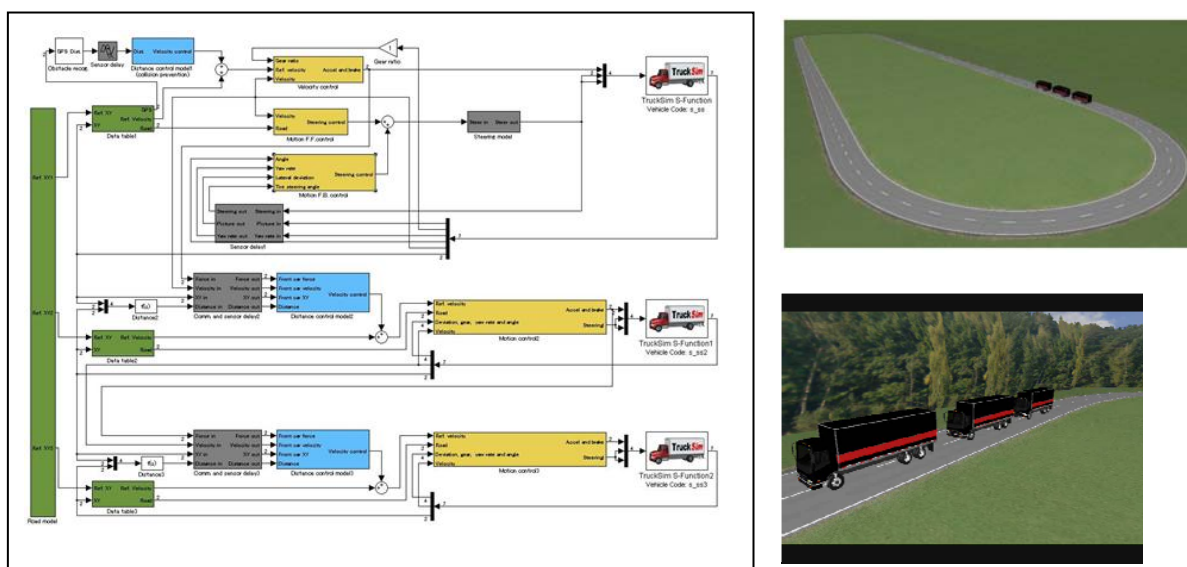 GPS Dist.
Obstacle recog.
Sensor delay
Dist. Velocity control
Distance control model1
(collision prevention)
Gear ratio
Gear ratio
Ref. velocity
Velocity
Accel and brake
Velocity control
TruckSim
TruckSim S-Function
Vehicle Code: s_ss
Ref. XY
XY
GPS
Ref. Velocity
Road
Data table1
Velocity
Road
Steering control
Motion F.F. control
Steer in Steer out
Steering model
Ref. XY1
Angle
Yaw rate
Lateral deviation
Tire steering angle
Steering control
Motion F.B. control
Steering out Steering in
Picture out Picture in
Yaw rate out Yaw rate in
Sensor delay1
Force in Force out
Velocity in Velocity out
XY in XY out
Distance in Distance out
Comm. and sensor delay2
Front car force
Front car velocity
Front car XY
Distance
Velocity control
Distance control model2
f(u)
Distance2
Ref. XY2
Ref. velocity
Road
Deviation, gear, yaw rate and angle
Velocity
Accel and brake
Steering
Motion control2
TruckSim
TruckSim S-Function1
Vehicle Code: s_ss2
Ref. XY Ref. Velocity
XY Road
Data table2
Force in Force out
Velocity in Velocity out
XY in XY out
Distance in Distance out
Comm. and sensor delay3
Front car force
Front car velocity
Front car XY
Distance
Velocity control
Distance control model3
f(u)
Distance3
Ref. velocity
Road
Deviation, gear, yaw rate and angle
Velocity
Accel and brake
Steering
Motion control3
TruckSim
TruckSim S-Function2
Vehicle Code: s_ss3
Ref. XY3
Ref. XY Ref. Velocity
XY Road
Data table3
Road model